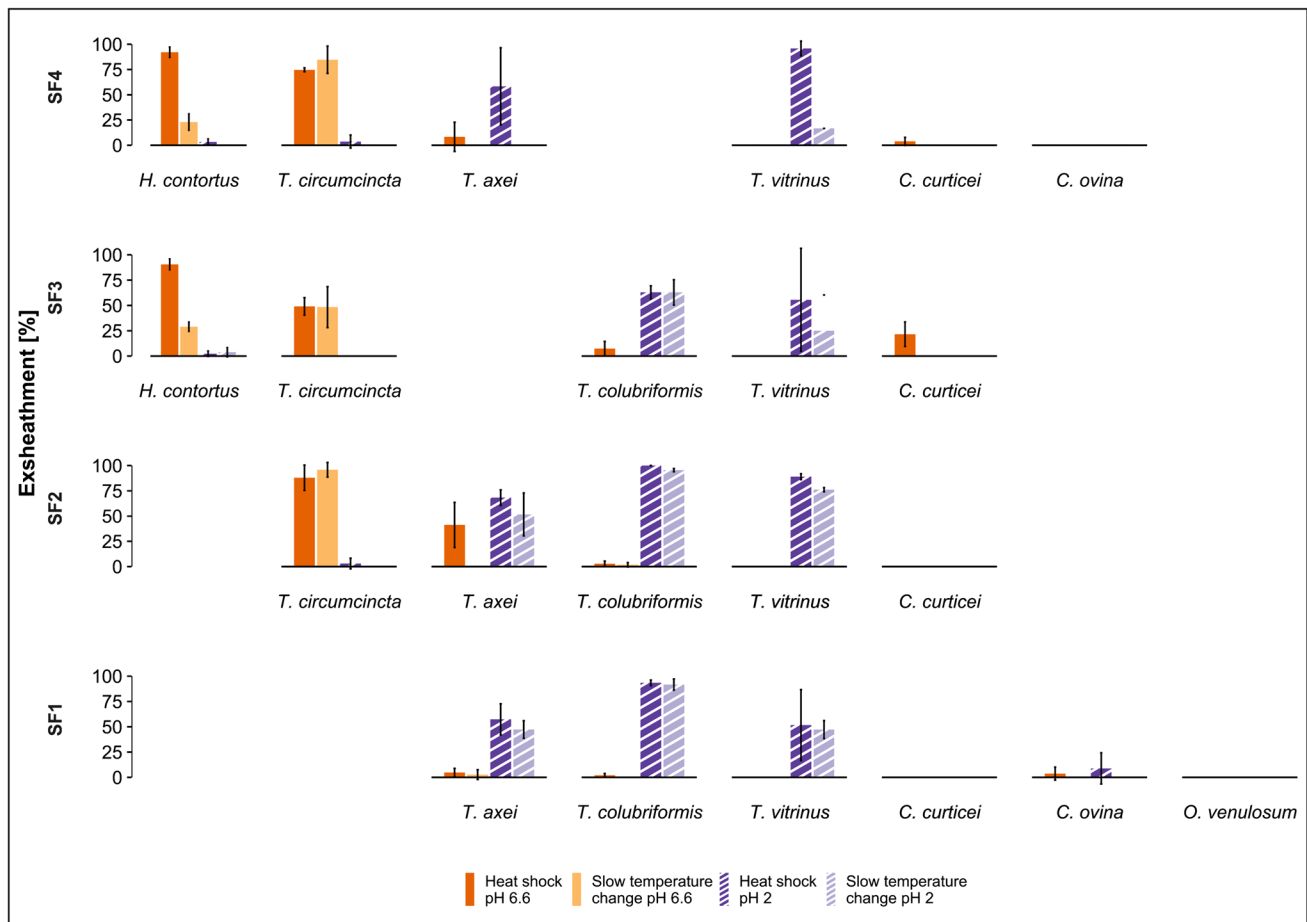 Exsheathment [%]
SF4
100
75
50
25
0
H. contortus
T. circumcincta
T. axei
T. vitrinus
C. curticei
C. ovina
SF3
100
75
50
25
0
H. contortus
T. circumcincta
T. colubriformis
T. vitrinus
C. curticei
SF2
100
75
50
25
0
T. circumcincta
T. axei
T. colubriformis
T. vitrinus
C. curticei
SF1
100
75
50
25
0
T. axei
T. colubriformis
T. vitrinus
C. curticei
C. ovina
O. venulosum
Heat shock
pH 6.6
Slow temperature
change pH 6.6
Heat shock
pH 2
Slow temperature
change pH 2